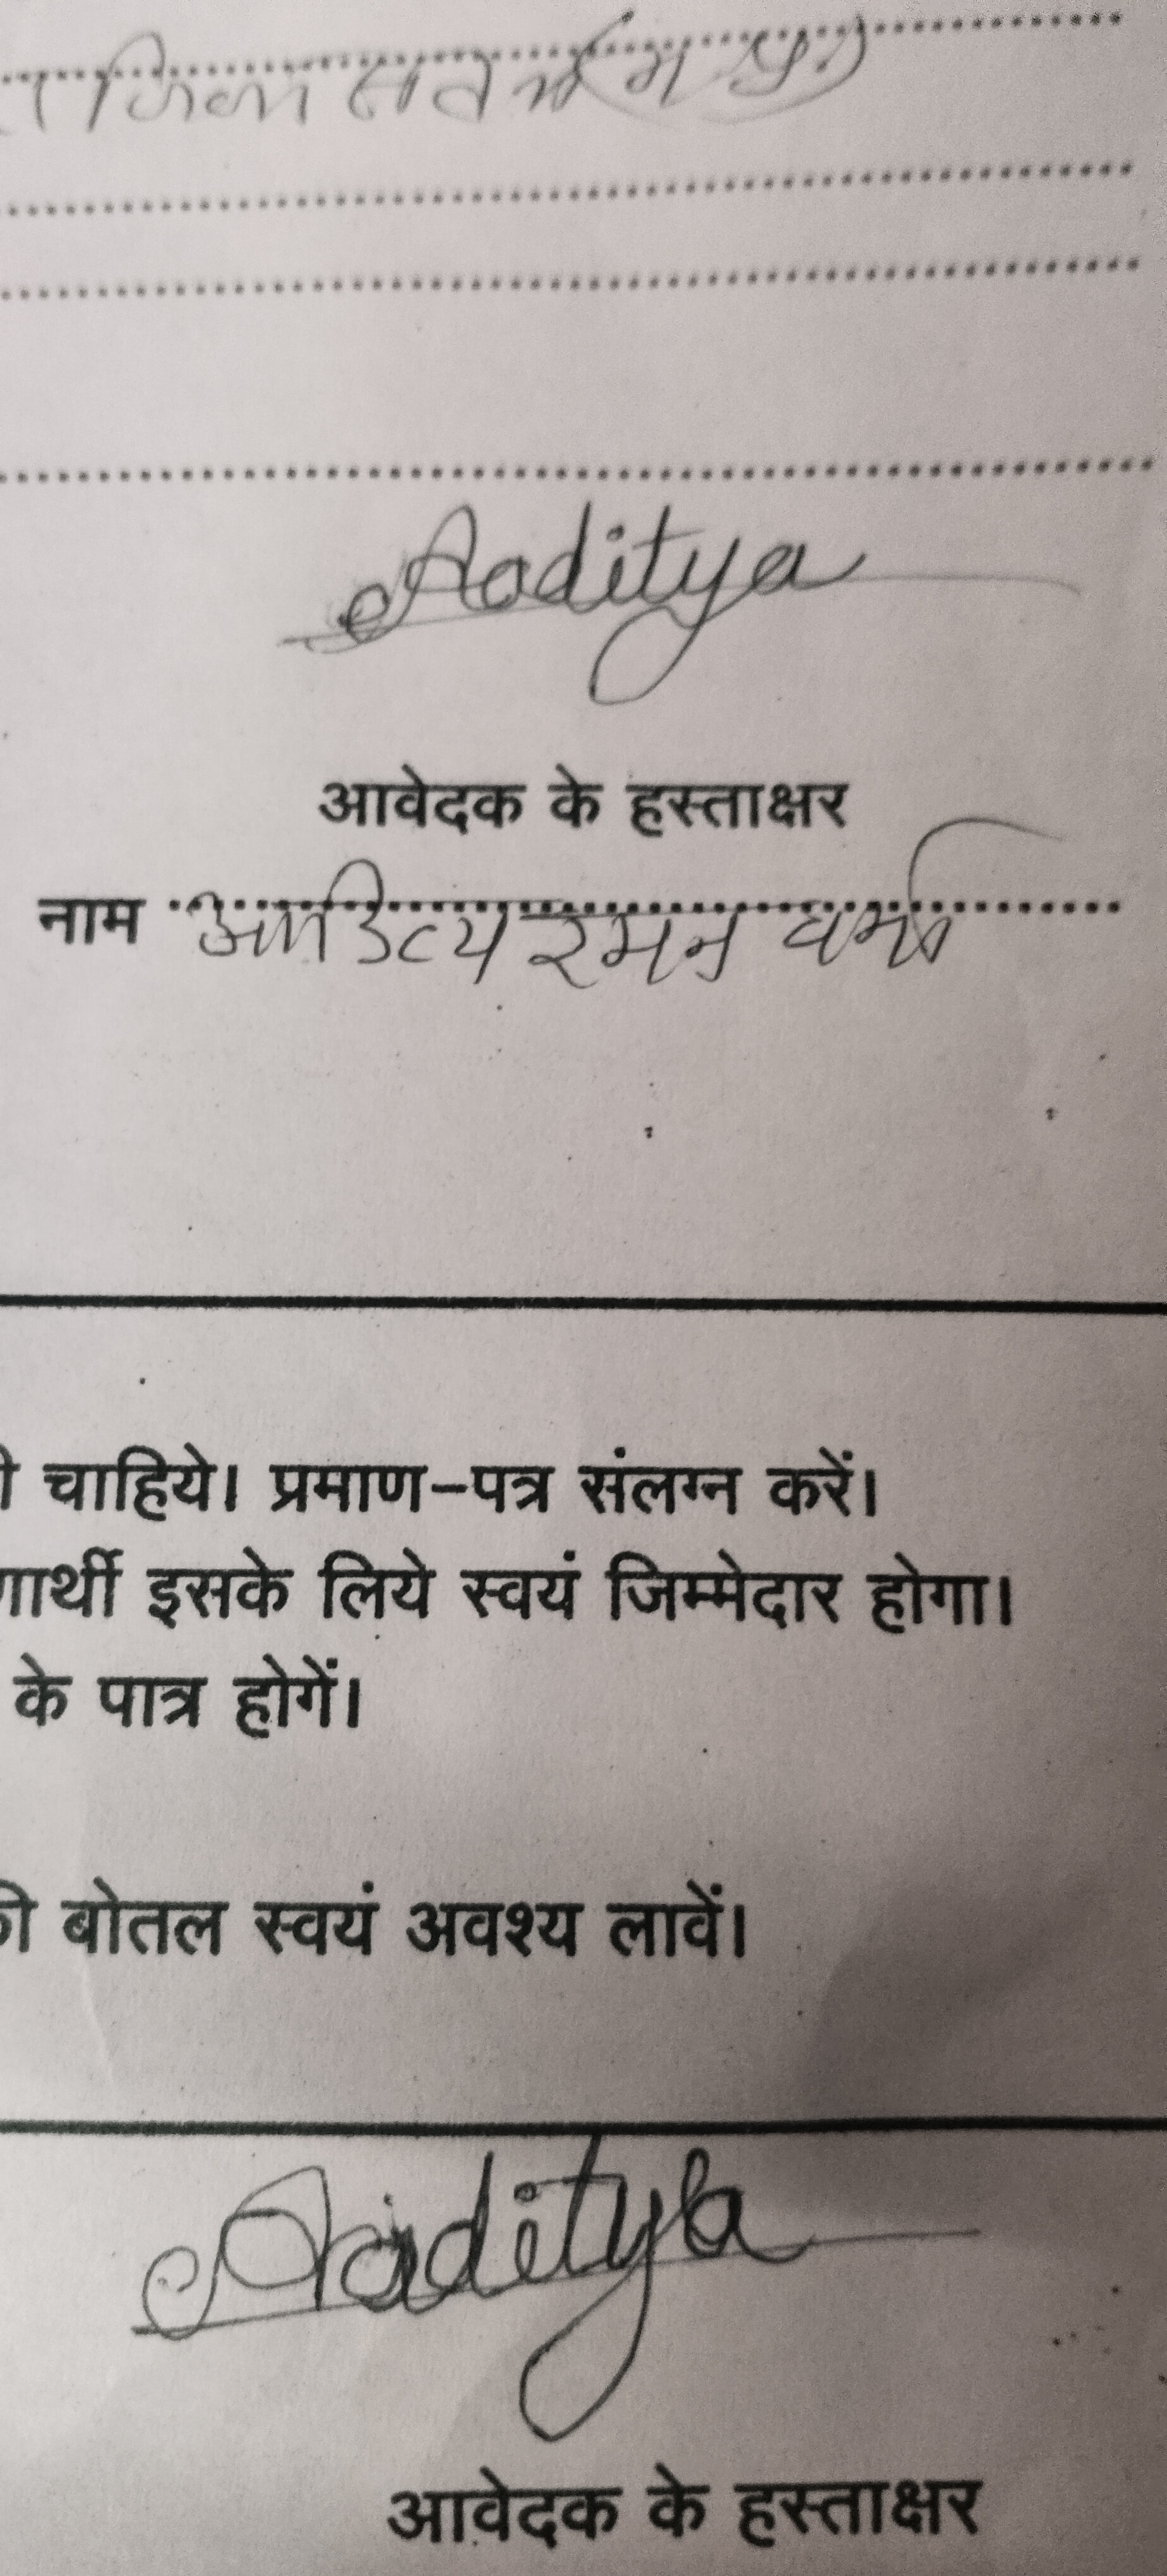 जिला सतना म प्र)
Aaditya
आवेदक के हस्ताक्षर
नाम आदित्य रमन वर्मा
ी चाहिये। प्रमाण-पत्र संलग्न करें।
गार्थी इसके लिये स्वयं जिम्मेदार होगा।
के पात्र होगें।
की बोतल स्वयं अवश्य लावें।
Aaditya
आवेदक के हस्ताक्षर